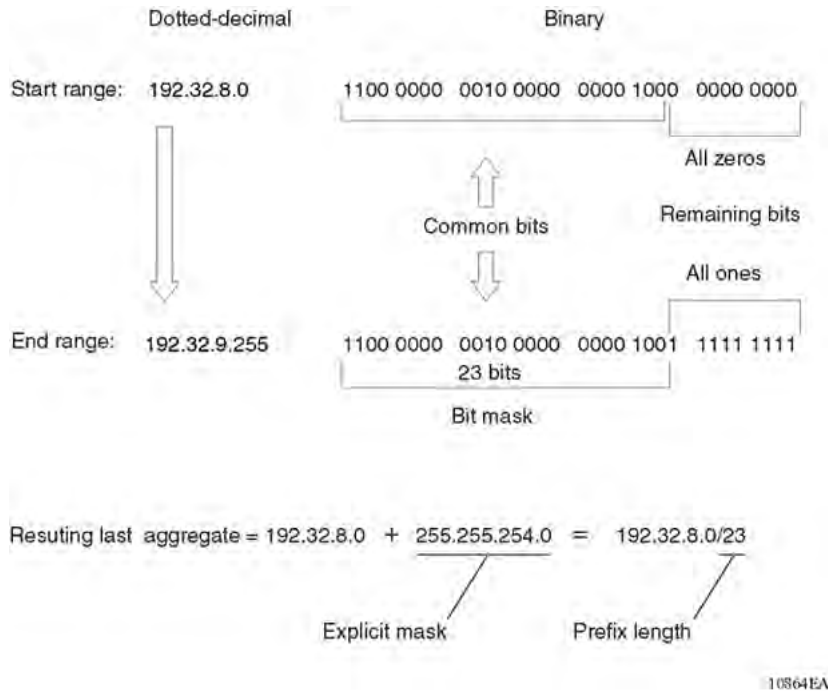 Dotted-decimal Binary
Start range: 192.32.8.0 1100 0000 0010 0000 0000 1000 0000 0000
All zeros
Common bits Remaining bits
All ones
End range: 192.32.9.255 1100 0000 0010 0000 0000 1001 1111 1111
23 bits
Bit mask
Resuting last aggregate = 192.32.8.0 + 255.255.254.0 = 192.32.8.0/23
Explicit mask Prefix length
10864EA